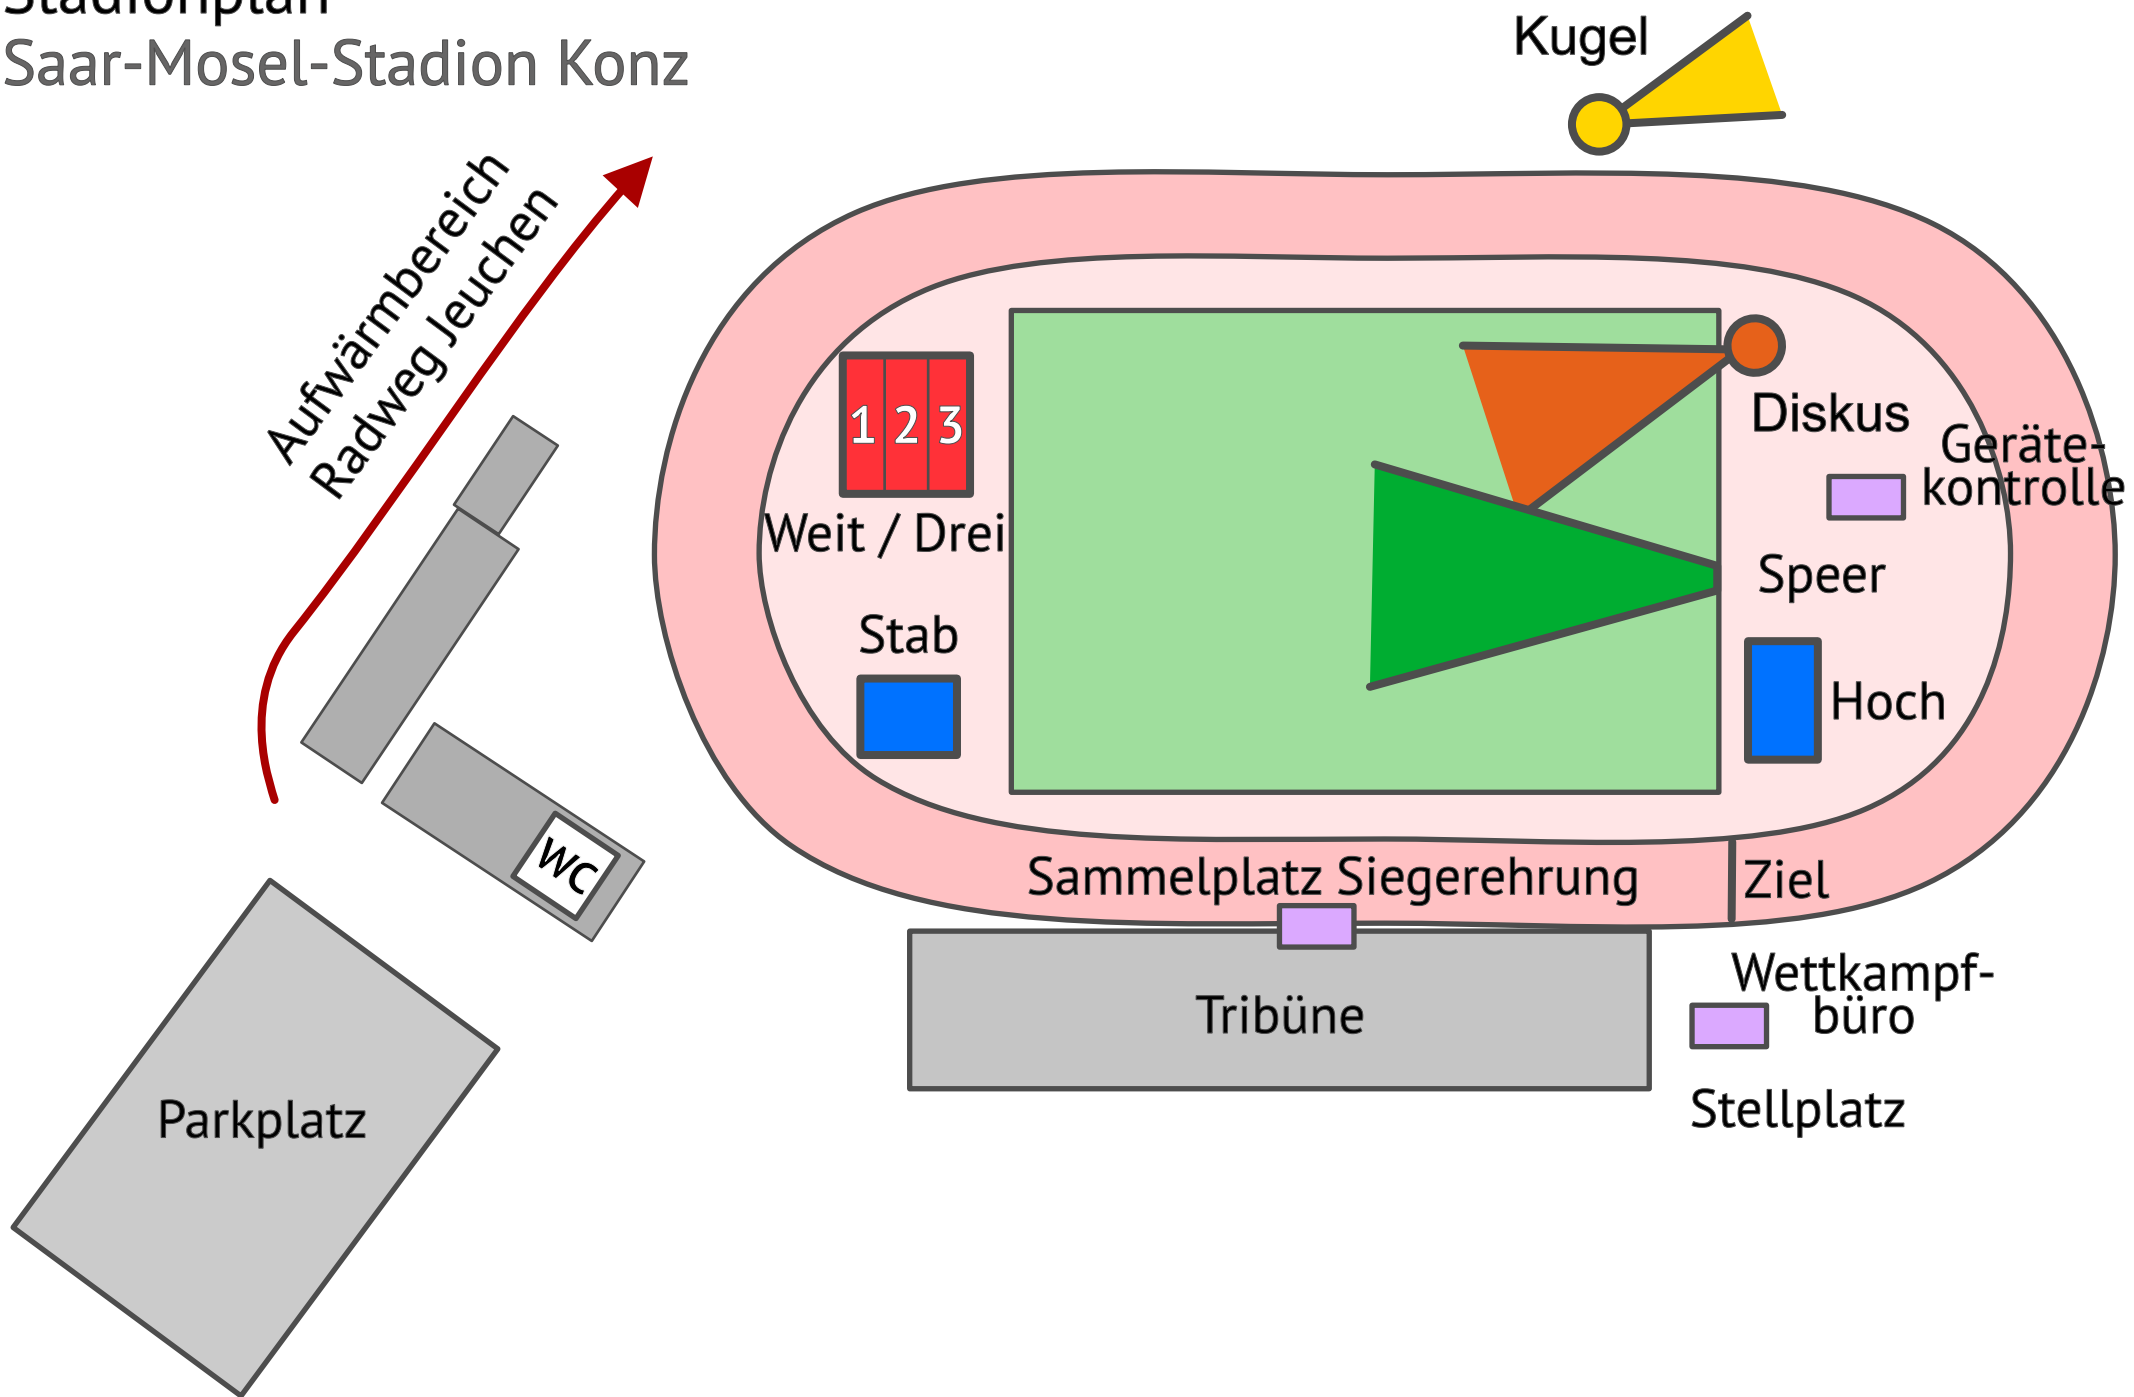 Stadionplan
Saar-Mosel-Stadion Konz
Kugel
Aufwärmbereich
Radweg Jeuchen
1 2 3
Weit / Drei
Stab
Diskus
Geräte-
kontrolle
Speer
Hoch
WC
Sammelplatz Siegerehrung
Ziel
Tribüne
Wettkampf-
büro
Stellplatz
Parkplatz